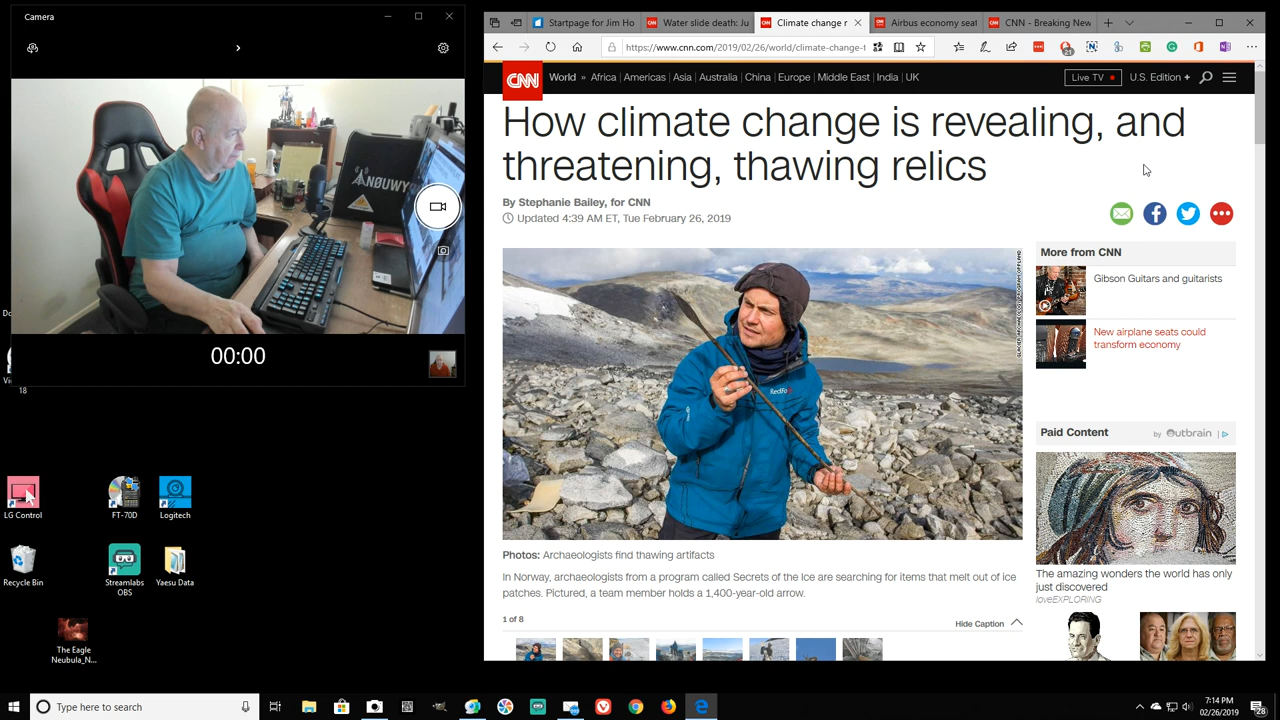 Camera
00:00
NØUWY
Do
Vir
18
LG Control
FT-70D
Logitech
Recycle Bin
Streamlabs
OBS
Yaesu Data
The Eagle
Neubula_N...
Startpage for Jim Ho
Water slide death: Ju
Climate change r
Airbus economy seat
CNN - Breaking New
https://www.cnn.com/2019/02/26/world/climate-change-t
21
CNN
World » Africa | Americas | Asia | Australia | China | Europe | Middle East | India | UK
Live TV
U.S. Edition +
How climate change is revealing, and
threatening, thawing relics
By Stephanie Bailey, for CNN
Updated 4:39 AM ET, Tue February 26, 2019
RedFox
Photos: Archaeologists find thawing artifacts
In Norway, archaeologists from a program called Secrets of the Ice are searching for items that melt out of ice
patches. Pictured, a team member holds a 1,400-year-old arrow.
1 of 8
Hide Caption
More from CNN
Gibson Guitars and guitarists
New airplane seats could
transform economy
Paid Content
by Outbrain
The amazing wonders the world has only
just discovered
loveEXPLORING
Type here to search
7:14 PM
02/26/2019
28